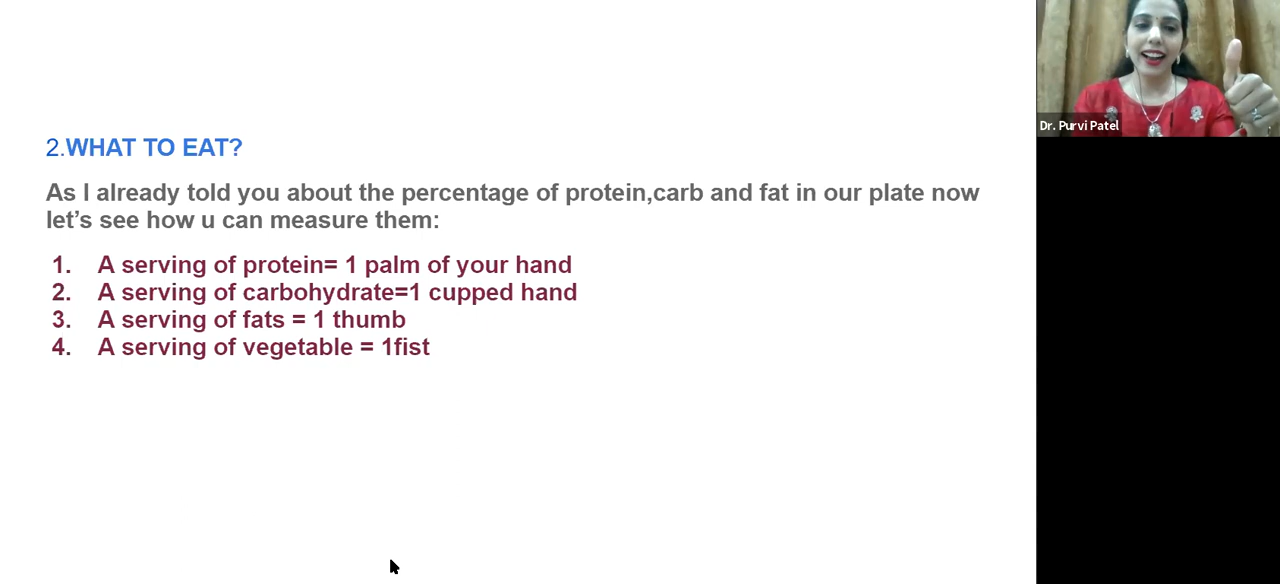 2.WHAT TO EAT?
As I already told you about the percentage of protein,carb and fat in our plate now
let's see how u can measure them:
1. A serving of protein= 1 palm of your hand
2. A serving of carbohydrate=1 cupped hand
3. A serving of fats = 1 thumb
4. A serving of vegetable = 1fist
Dr. Purvi Patel